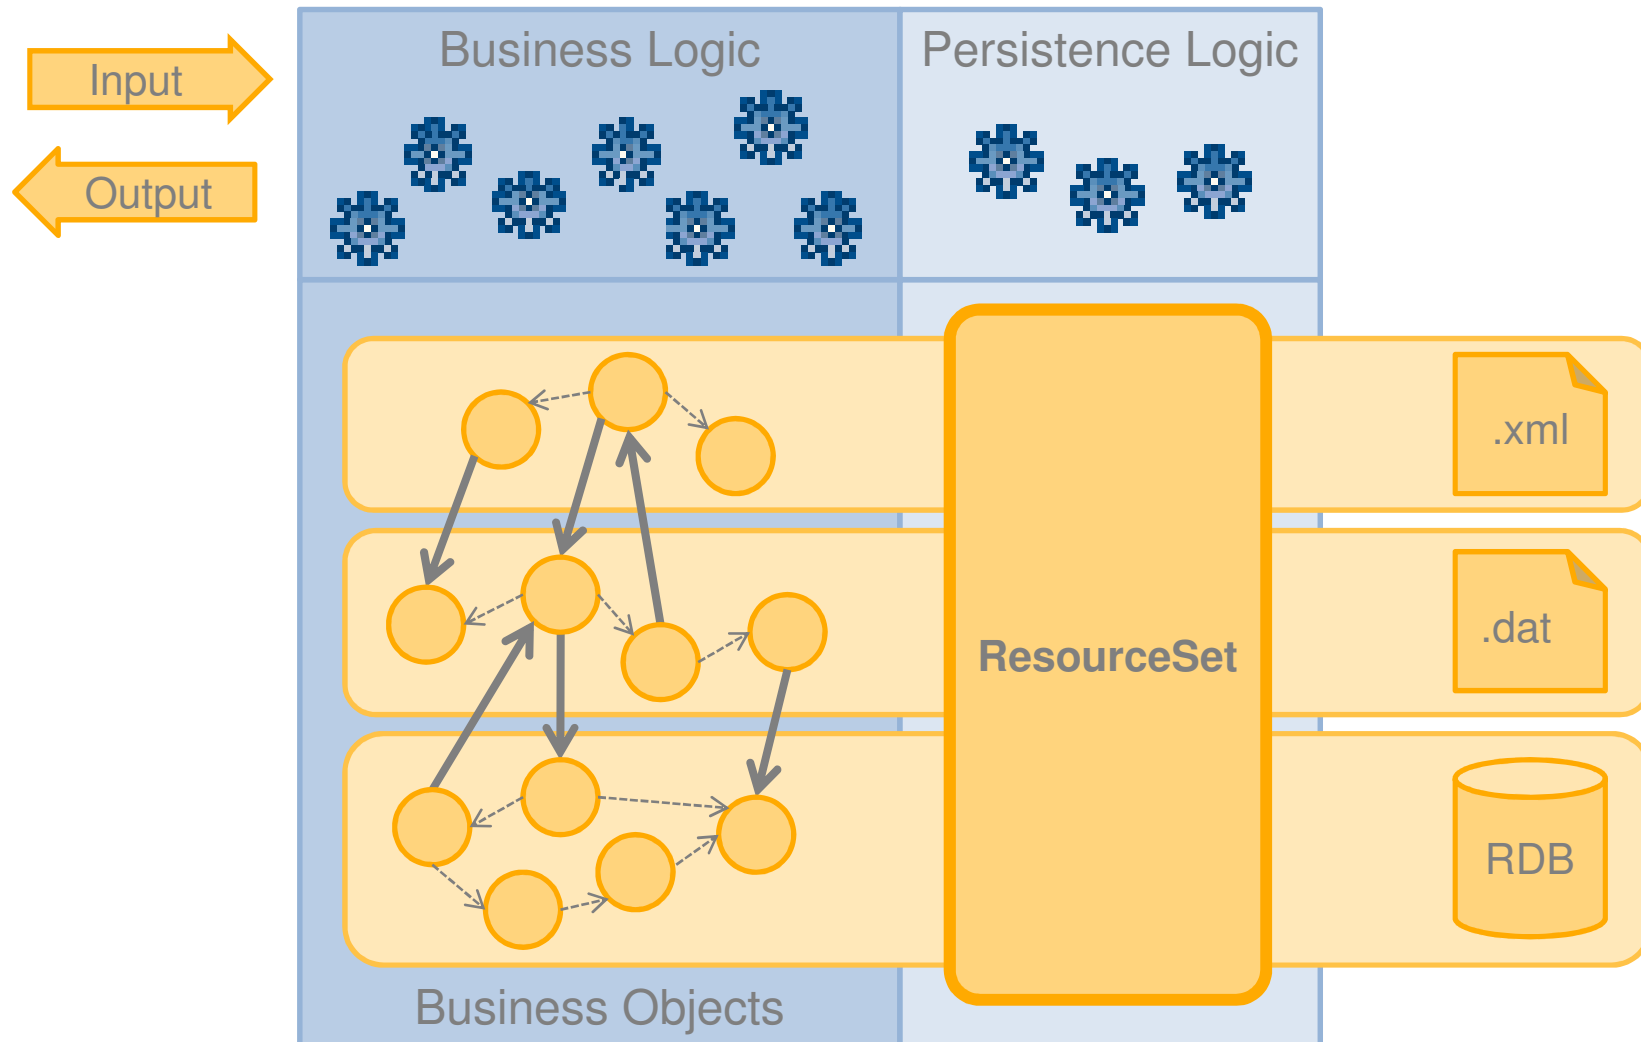 Business Logic
Persistence Logic
Input
Output
.xml
.dat
ResourceSet
RDB
Business Objects